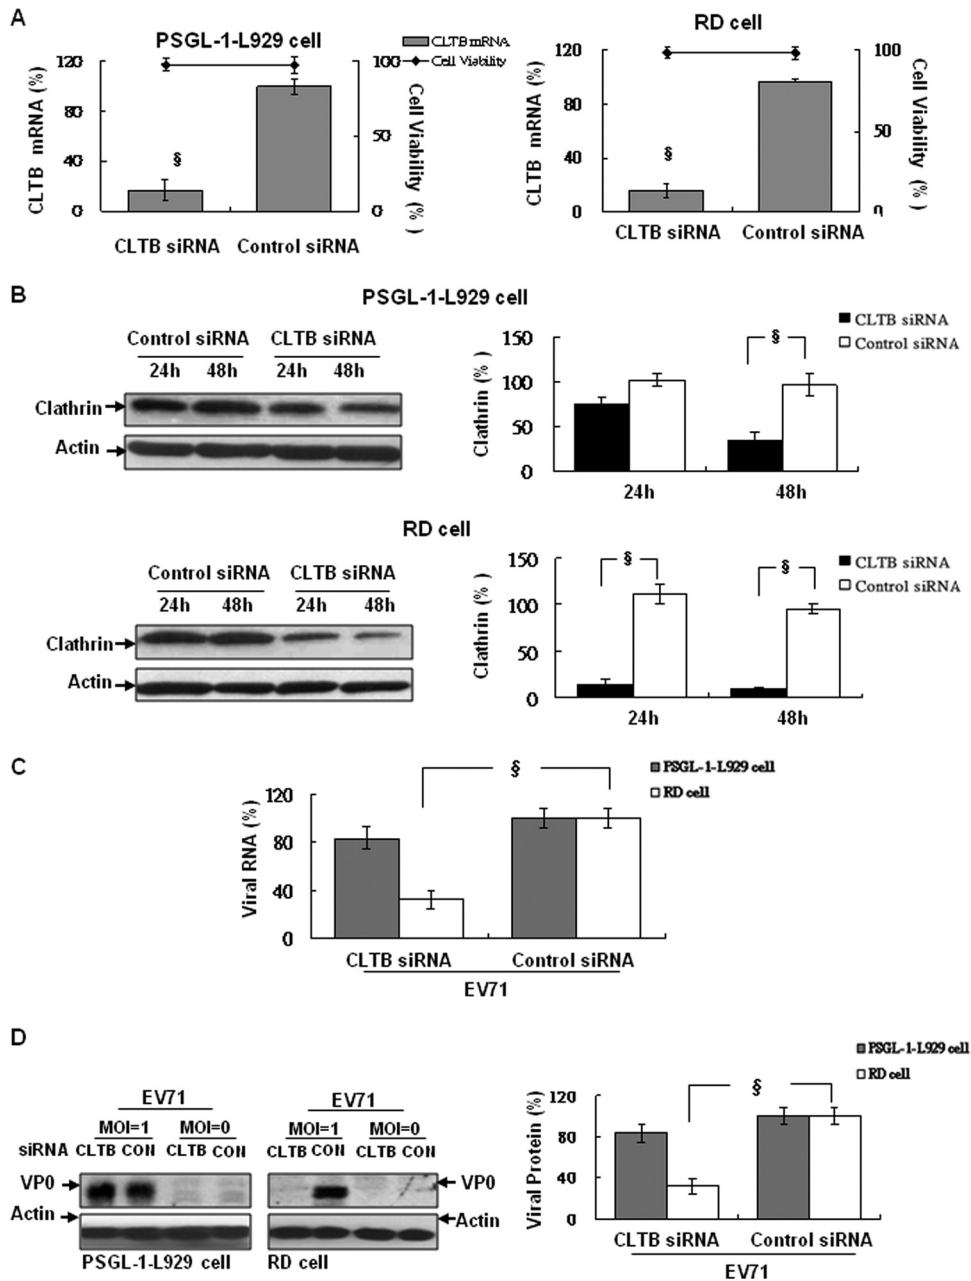 A
PSGL-1-L929 cell
CLTB mRNA
Cell Viability
120
80
40
0
CLTB mRNA (%)
100
50
0
Cell Viability (%)
§
CLTB siRNA
Control siRNA
RD cell
120
80
40
0
CLTB mRNA (%)
100
50
0
Cell Viability (%)
§
CLTB siRNA
Control siRNA
B
PSGL-1-L929 cell
Control siRNA
CLTB siRNA
24h 48h 24h 48h
Clathrin
Actin
150
100
50
0
Clathrin (%)
§
CLTB siRNA
Control siRNA
24h
48h
RD cell
Control siRNA
CLTB siRNA
24h 48h 24h 48h
Clathrin
Actin
150
100
50
0
Clathrin (%)
§
§
CLTB siRNA
Control siRNA
24h
48h
C
§
PSGL-1-L929 cell
RD cell
120
80
40
0
Viral RNA (%)
CLTB siRNA
Control siRNA
EV71
D
EV71
MOI=1 MOI=0
siRNA CLTB CON CLTB CON
VP0
Actin
PSGL-1-L929 cell
EV71
MOI=1 MOI=0
CLTB CON CLTB CON
VP0
Actin
RD cell
PSGL-1-L929 cell
RD cell
§
120
80
40
0
Viral Protein (%)
CLTB siRNA
Control siRNA
EV71